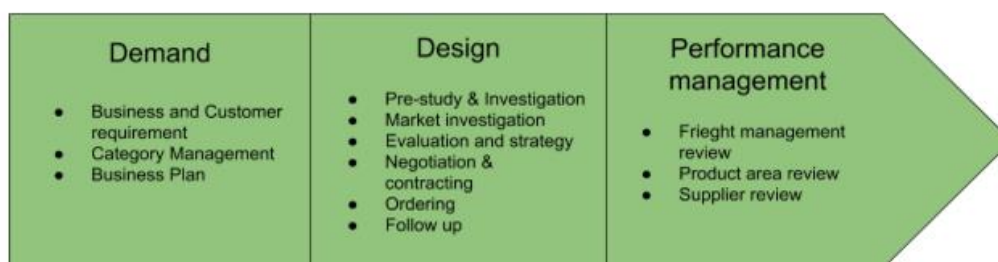 Demand
● Business and Customer
requirement
● Category Management
● Business Plan
Design
● Pre-study & Investigation
● Market investigation
● Evaluation and strategy
● Negotiation &
contracting
● Ordering
● Follow up
Performance
management
● Frieght management
review
● Product area review
● Supplier review